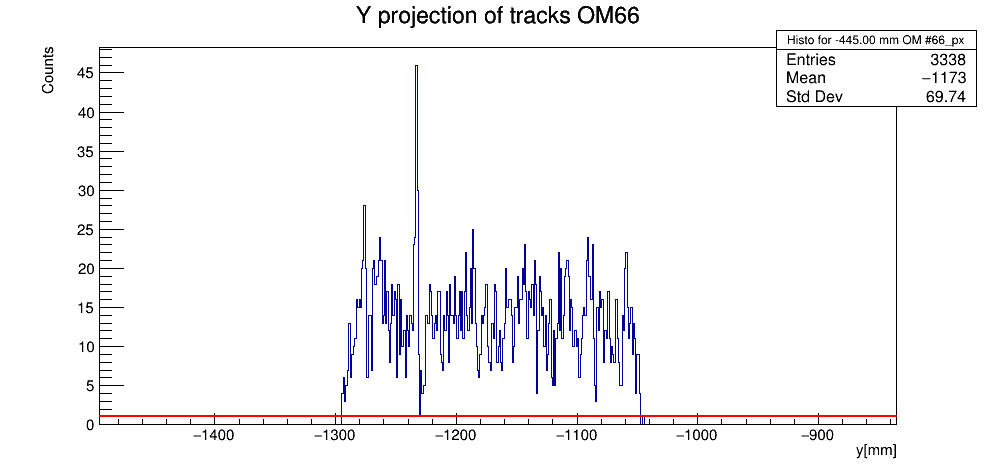 Y projection of tracks OM66
Histo for -445.00 mm OM #66_px
Entries 3338
Mean −1173
Std Dev 69.74
Counts
45
40
35
30
25
20
15
10
5
0
−1400 −1300 −1200 −1100 −1000 −900
y[mm]